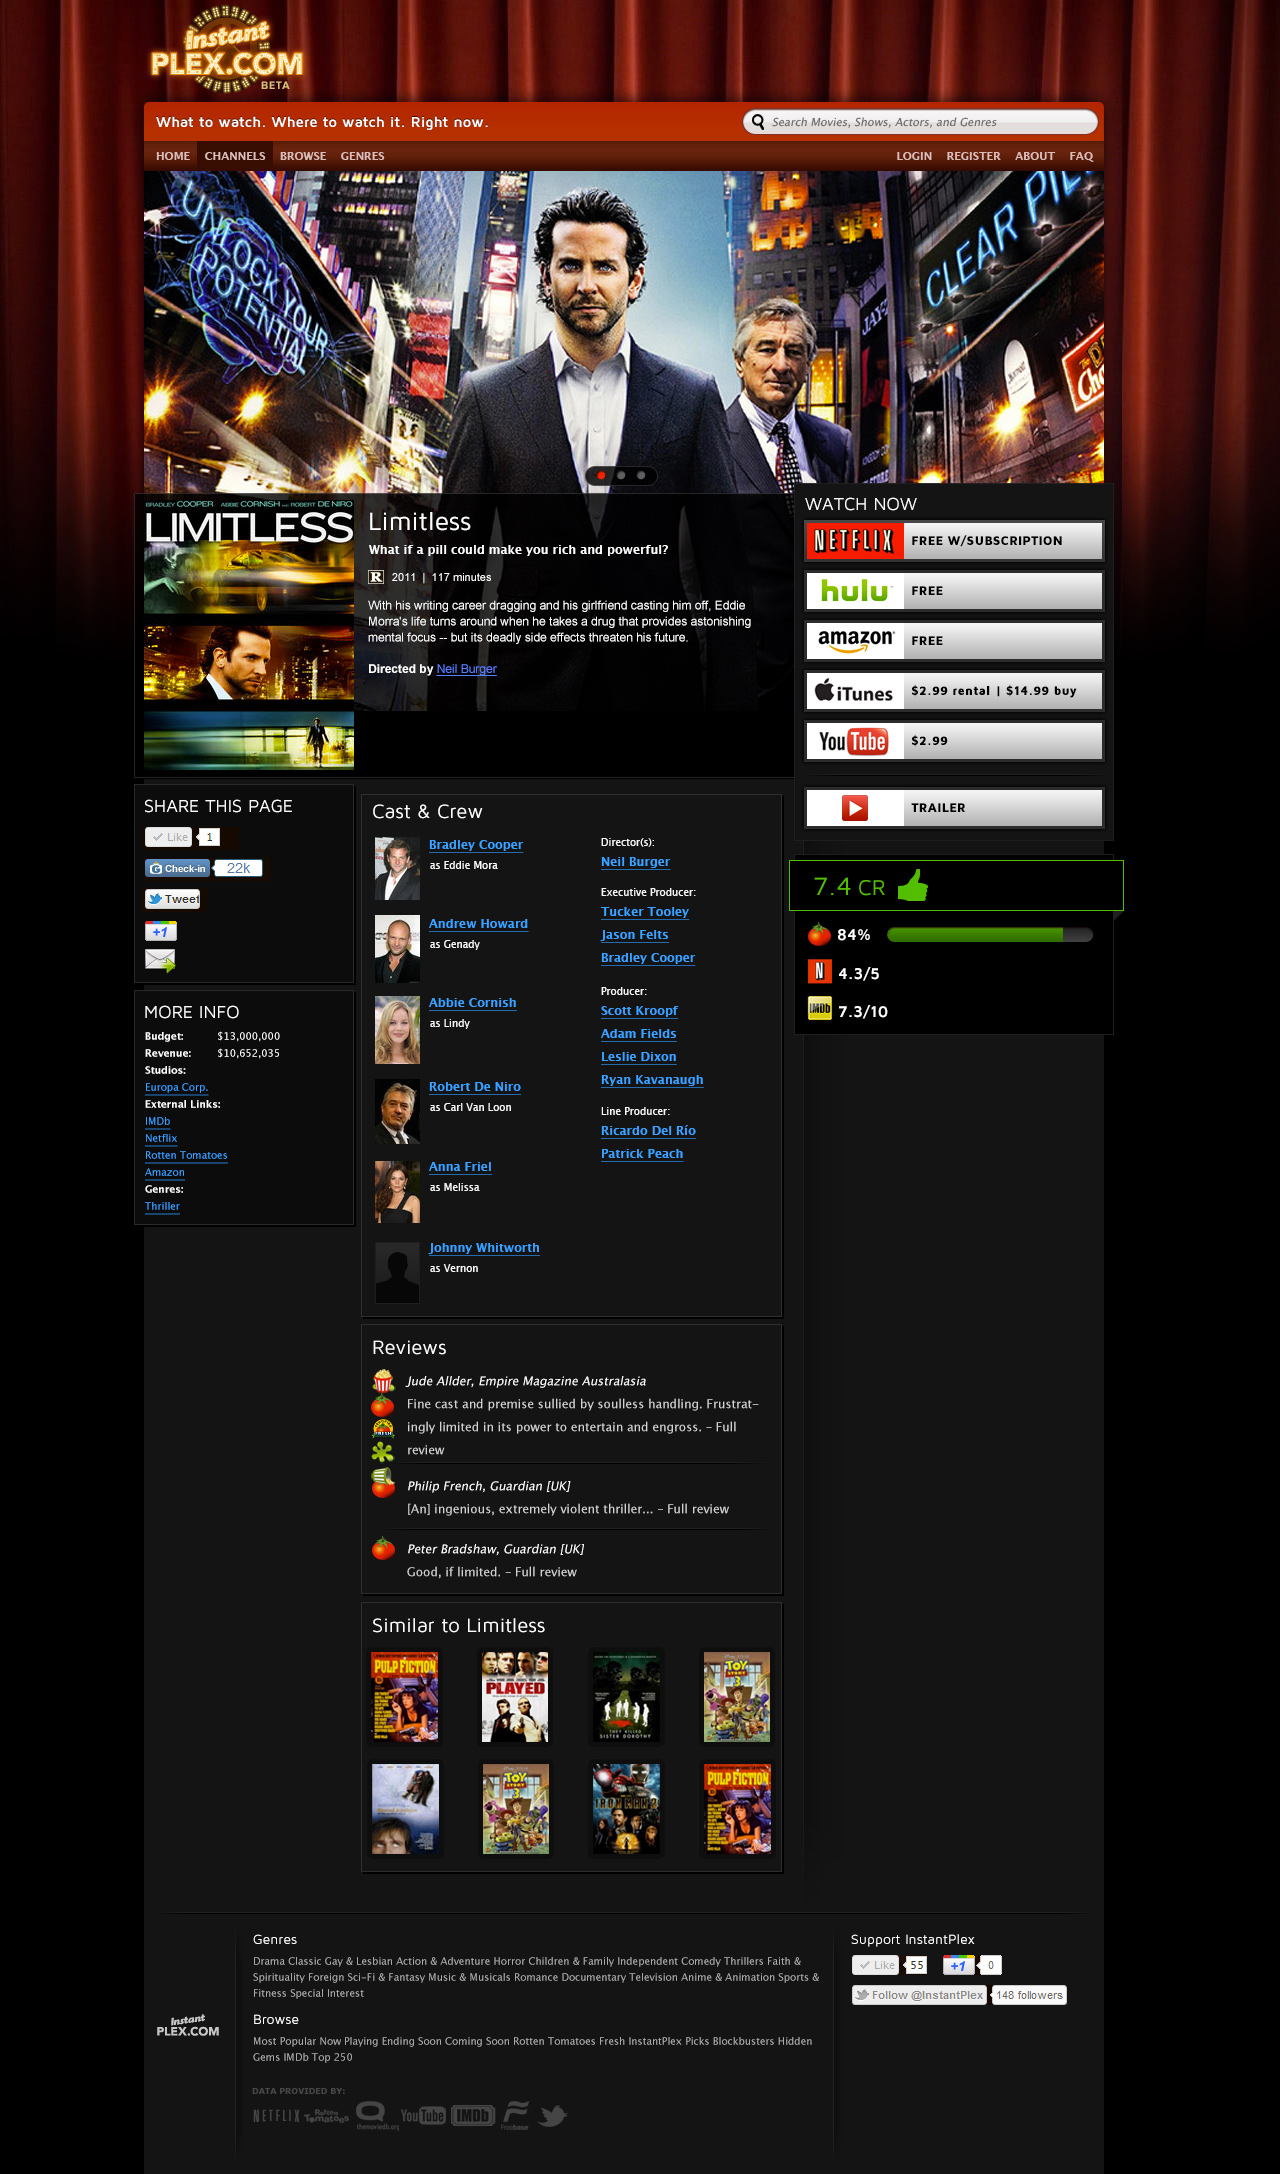 Instant
PLEX.COM
BETA
What to watch. Where to watch it. Right now.
Search Movies, Shows, Actors, and Genres
HOME CHANNELS BROWSE GENRES
LOGIN REGISTER ABOUT FAQ
UNLOCK YOUR
POTENTIAL
CLEAR PIL
JAY-Z
BRADLEY COOPER ABBIE CORNISH AND ROBERT DE NIRO
LIMITLESS
Limitless
What if a pill could make you rich and powerful?
R 2011 | 117 minutes
With his writing career dragging and his girlfriend casting him off, Eddie
Morra's life turns around when he takes a drug that provides astonishing
mental focus -- but its deadly side effects threaten his future.
Directed by Neil Burger
WATCH NOW
NETFLIX FREE W/SUBSCRIPTION
hulu FREE
amazon FREE
iTunes $2.99 rental | $14.99 buy
YouTube $2.99
TRAILER
7.4 CR
84%
N 4.3/5
IMDb 7.3/10
SHARE THIS PAGE
Like 1
Check-in 22k
Tweet
+1
MORE INFO
Budget: $13,000,000
Revenue: $10,652,035
Studios:
Europa Corp.
External Links:
IMDb
Netflix
Rotten Tomatoes
Amazon
Genres:
Thriller
Cast & Crew
Bradley Cooper
as Eddie Mora
Andrew Howard
as Genady
Abbie Cornish
as Lindy
Robert De Niro
as Carl Van Loon
Anna Friel
as Melissa
Johnny Whitworth
as Vernon
Director(s):
Neil Burger
Executive Producer:
Tucker Tooley
Jason Felts
Bradley Cooper
Producer:
Scott Kroopf
Adam Fields
Leslie Dixon
Ryan Kavanaugh
Line Producer:
Ricardo Del Río
Patrick Peach
Reviews
Jude Allder, Empire Magazine Australasia
Fine cast and premise sullied by soulless handling. Frustrat-
ingly limited in its power to entertain and engross. - Full
review
FRESH
Philip French, Guardian [UK]
[An] ingenious, extremely violent thriller... - Full review
Peter Bradshaw, Guardian [UK]
Good, if limited. - Full review
Similar to Limitless
PULP FICTION
PLAYED
THEY KILLED
SISTER DOROTHY
TOY
STORY
3
TOY
STORY
3
IRON MAN 2
PULP FICTION
Genres
Drama Classic Gay & Lesbian Action & Adventure Horror Children & Family Independent Comedy Thrillers Faith &
Spirituality Foreign Sci-Fi & Fantasy Music & Musicals Romance Documentary Television Anime & Animation Sports &
Fitness Special Interest
Browse
Most Popular Now Playing Ending Soon Coming Soon Rotten Tomatoes Fresh InstantPlex Picks Blockbusters Hidden
Gems IMDb Top 250
Instant
PLEX.COM
DATA PROVIDED BY:
NETFLIX Rotten Tomatoes themoviedb.org YouTube IMDb Freebase
Support InstantPlex
Like 55 +1 0
Follow @InstantPlex 148 followers